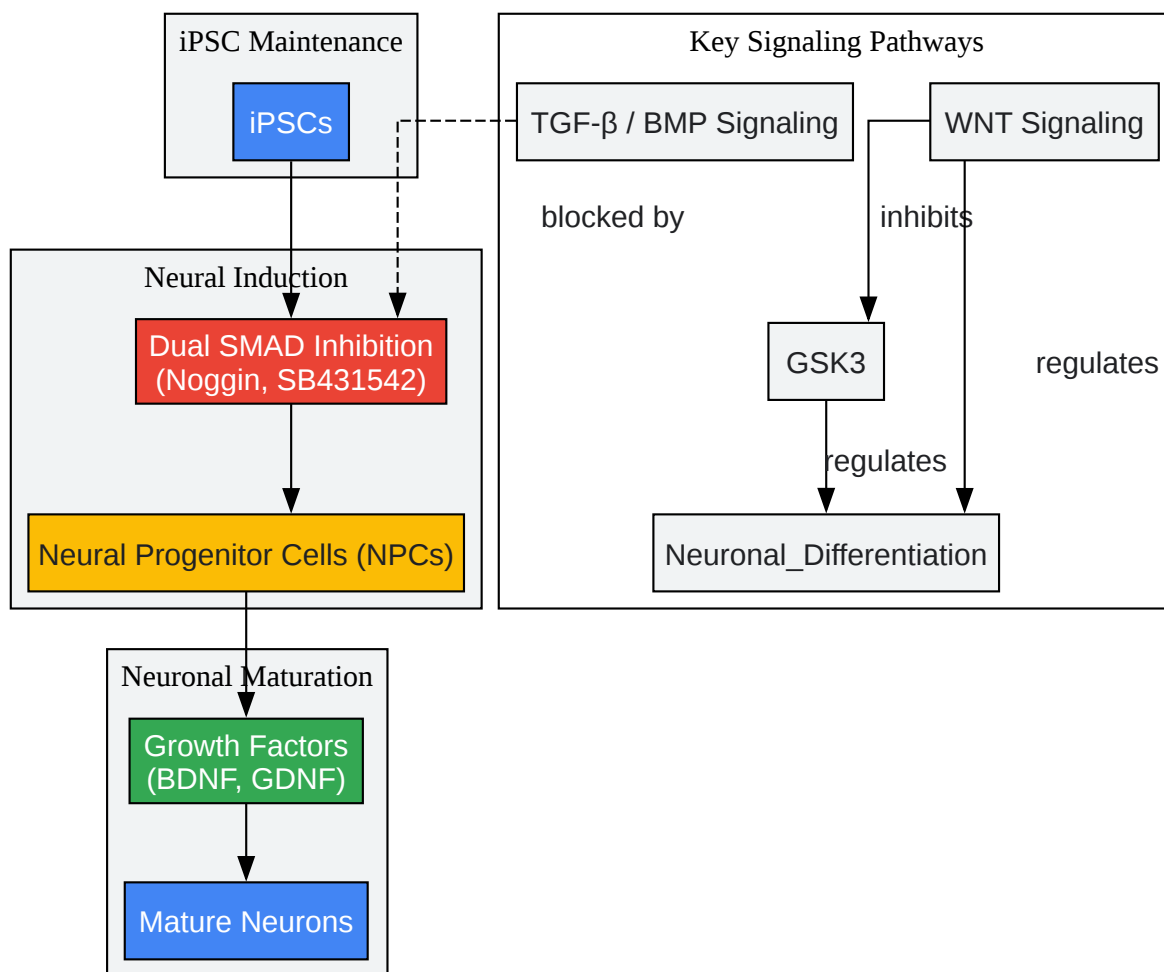 iPSC Maintenance
iPSCs
Key Signaling Pathways
TGF-β / BMP Signaling
WNT Signaling
blocked by
inhibits
Neural Induction
Dual SMAD Inhibition
(Noggin, SB431542)
GSK3
regulates
regulates
Neural Progenitor Cells (NPCs)
Neuronal_Differentiation
Neuronal Maturation
Growth Factors
(BDNF, GDNF)
Mature Neurons